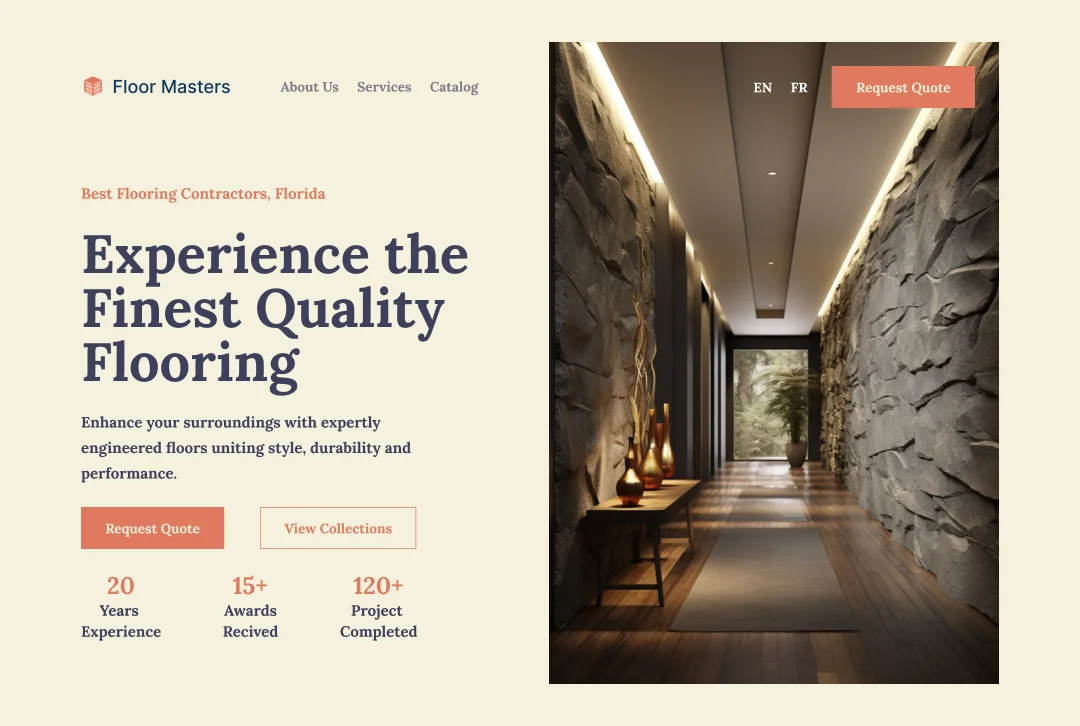 Floor Masters
About Us Services Catalog
EN FR
Request Quote
Best Flooring Contractors, Florida
Experience the
Finest Quality
Flooring
Enhance your surroundings with expertly
engineered floors uniting style, durability and
performance.
Request Quote
View Collections
20
Years
Experience
15+
Awards
Recived
120+
Project
Completed